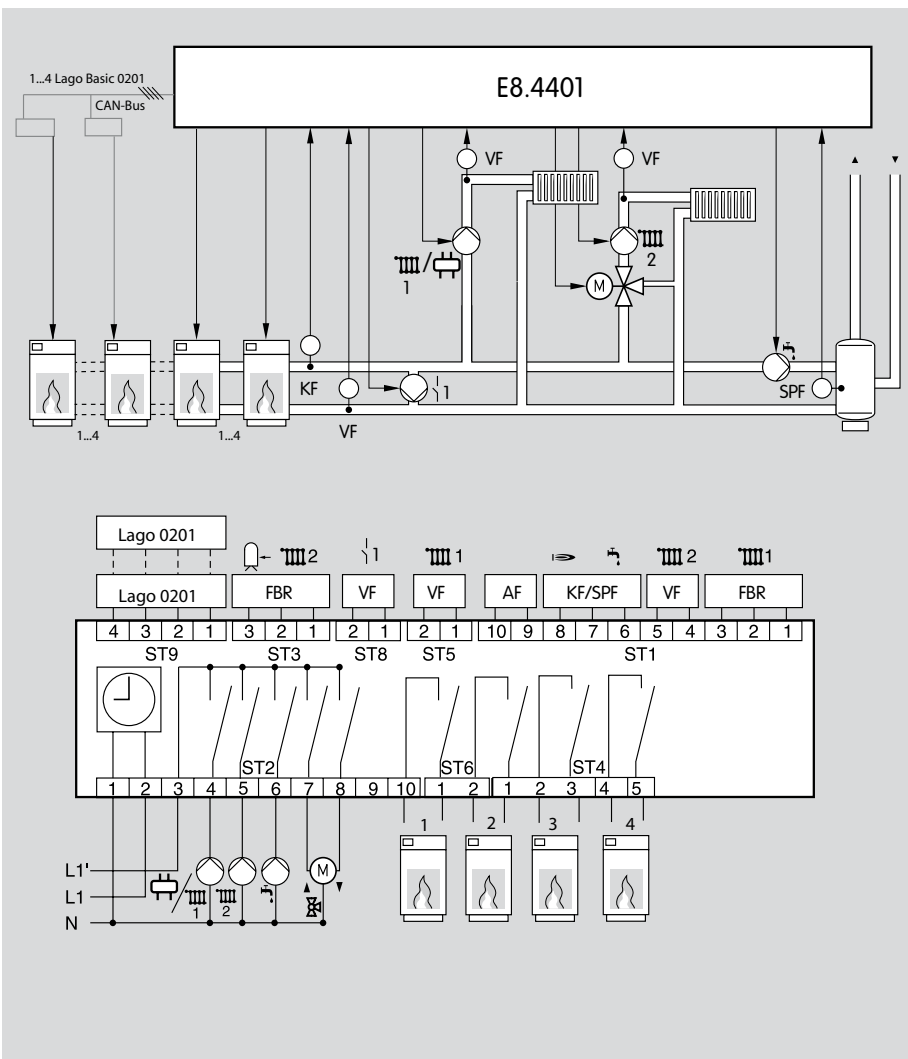 E8.4401
1...4 Lago Basic 0201
CAN-Bus
VF
VF
/
1
2
M
KF
1
SPF
VF
1...4
1...4
Lago 0201
2
1
1
2
1
Lago 0201
FBR
VF
VF
AF
KF/SPF
VF
FBR
4 3 2 1
3 2 1
2 1
2 1
10 9 8 7 6 5 4 3 2 1
ST9
ST3
ST8
ST5
ST1
ST2
ST6
ST4
1 2 3 4 5 6 7 8 9 10
1 2
1 2 3 4 5
1
2
3
4
L1'
L1
N
/
1
2
M